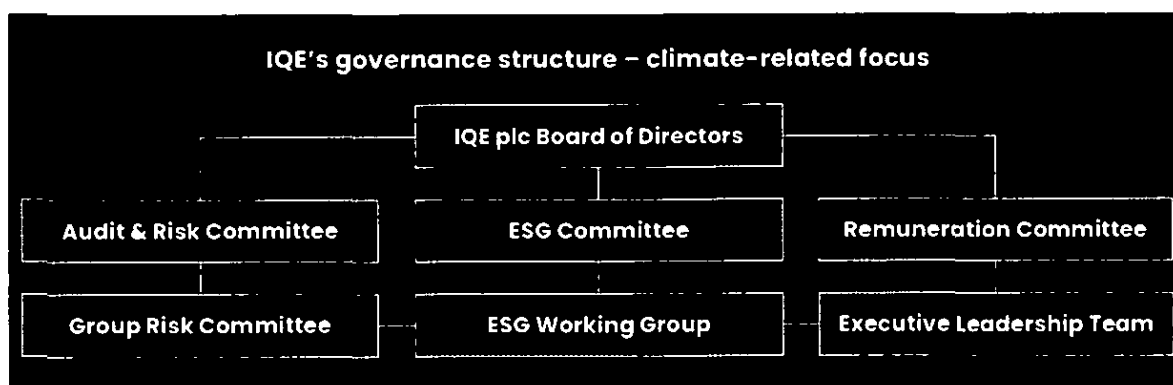 IQE's governance structure – climate-related focus
IQE plc Board of Directors
Audit & Risk Committee
ESG Committee
Remuneration Committee
Group Risk Committee
ESG Working Group
Executive Leadership Team